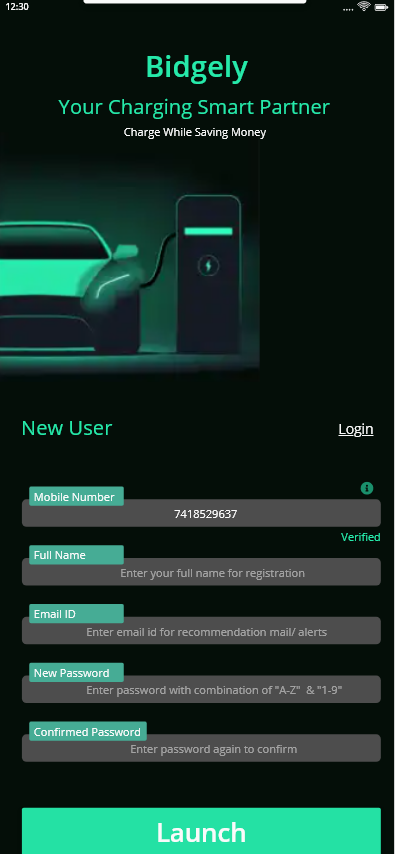 12:30
Bidgely
Your Charging Smart Partner
Charge While Saving Money
New User
Login
Mobile Number
7418529637
Verified
Full Name
Enter your full name for registration
Email ID
Enter email id for recommendation mail/ alerts
New Password
Enter password with combination of "A-Z"  & "1-9"
Confirmed Password
Enter password again to confirm
Launch